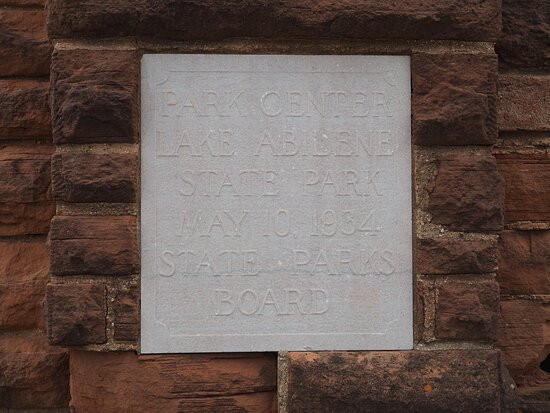 PARK CENTER
LAKE ABILENE
STATE PARK
MAY 10, 1934
STATE PARKS
BOARD